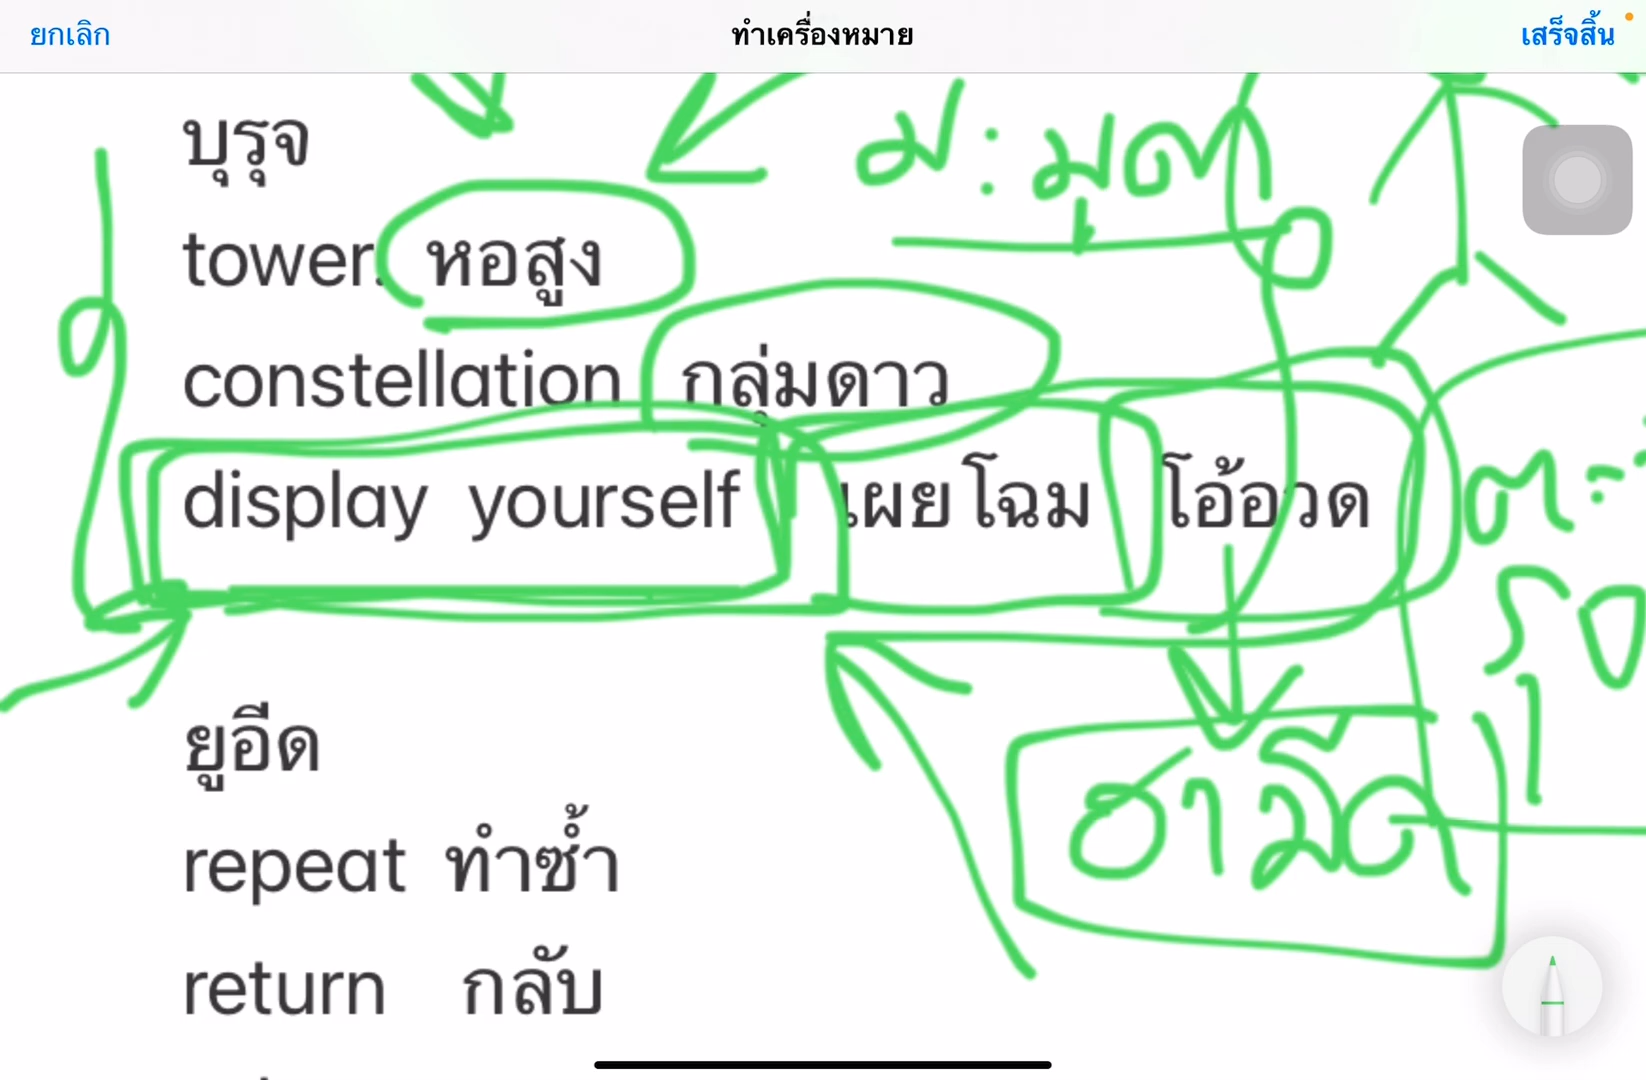 ยกเลิก ทำเครื่องหมาย เสร็จสิ้น
บุรุจ
ม:มุด
tower. หอสูง
constellation กลุ่มดาว
display yourself เผยโฉม โอ้อวด
ยูอีด
repeat ทำซ้ำ
return กลับ